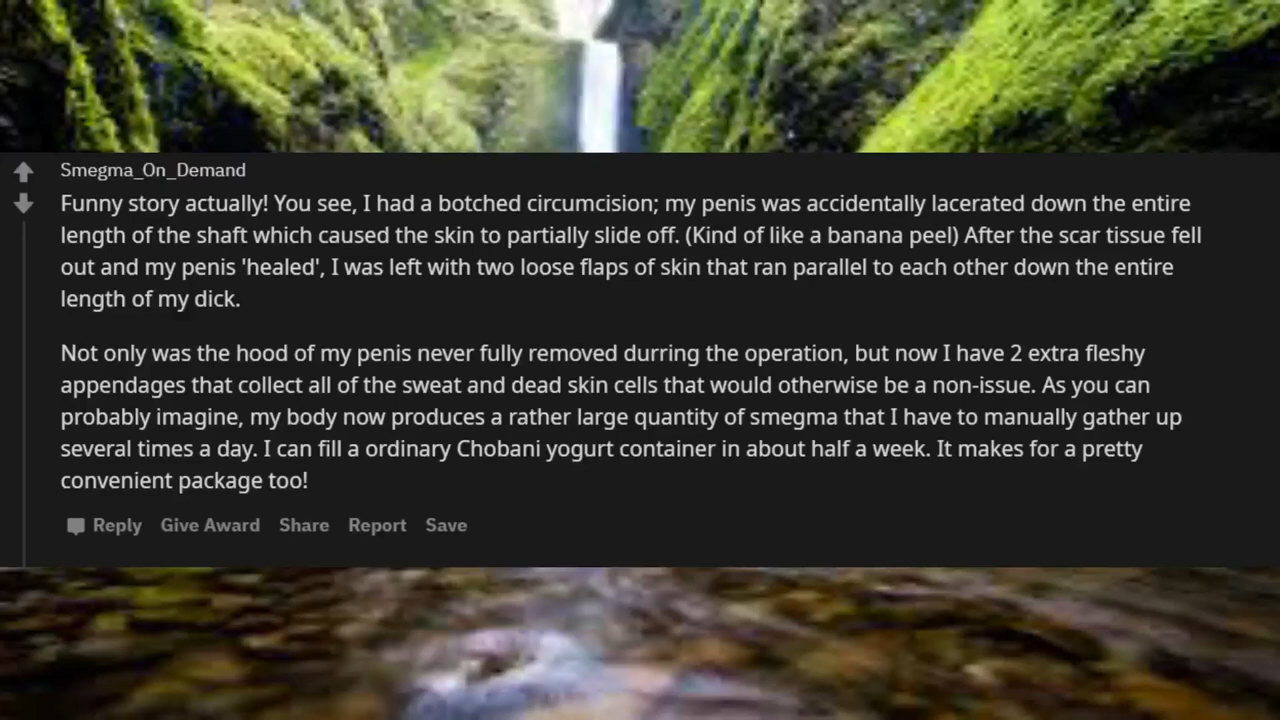 Smegma_On_Demand
Funny story actually! You see, I had a botched circumcision; my penis was accidentally lacerated down the entire
length of the shaft which caused the skin to partially slide off. (Kind of like a banana peel) After the scar tissue fell
out and my penis 'healed', I was left with two loose flaps of skin that ran parallel to each other down the entire
length of my dick.
Not only was the hood of my penis never fully removed durring the operation, but now I have 2 extra fleshy
appendages that collect all of the sweat and dead skin cells that would otherwise be a non-issue. As you can
probably imagine, my body now produces a rather large quantity of smegma that I have to manually gather up
several times a day. I can fill a ordinary Chobani yogurt container in about half a week. It makes for a pretty
convenient package too!
Reply Give Award Share Report Save